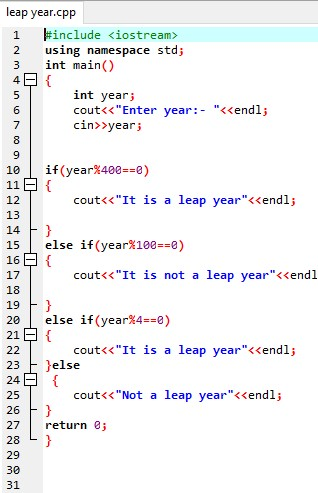 leap year.cpp
1 #include <iostream>
2 using namespace std;
3 int main()
4 {
5 int year;
6 cout<<"Enter year:- "<<endl;
7 cin>>year;
8
9
10 if(year%400==0)
11 {
12 cout<<"It is a leap year"<<endl;
13
14 }
15 else if(year%100==0)
16 {
17 cout<<"It is not a leap year"<<endl
18
19 }
20 else if(year%4==0)
21 {
22 cout<<"It is a leap year"<<endl;
23 }else
24 {
25 cout<<"Not a leap year"<<endl;
26 }
27 return 0;
28 }
29
30
31